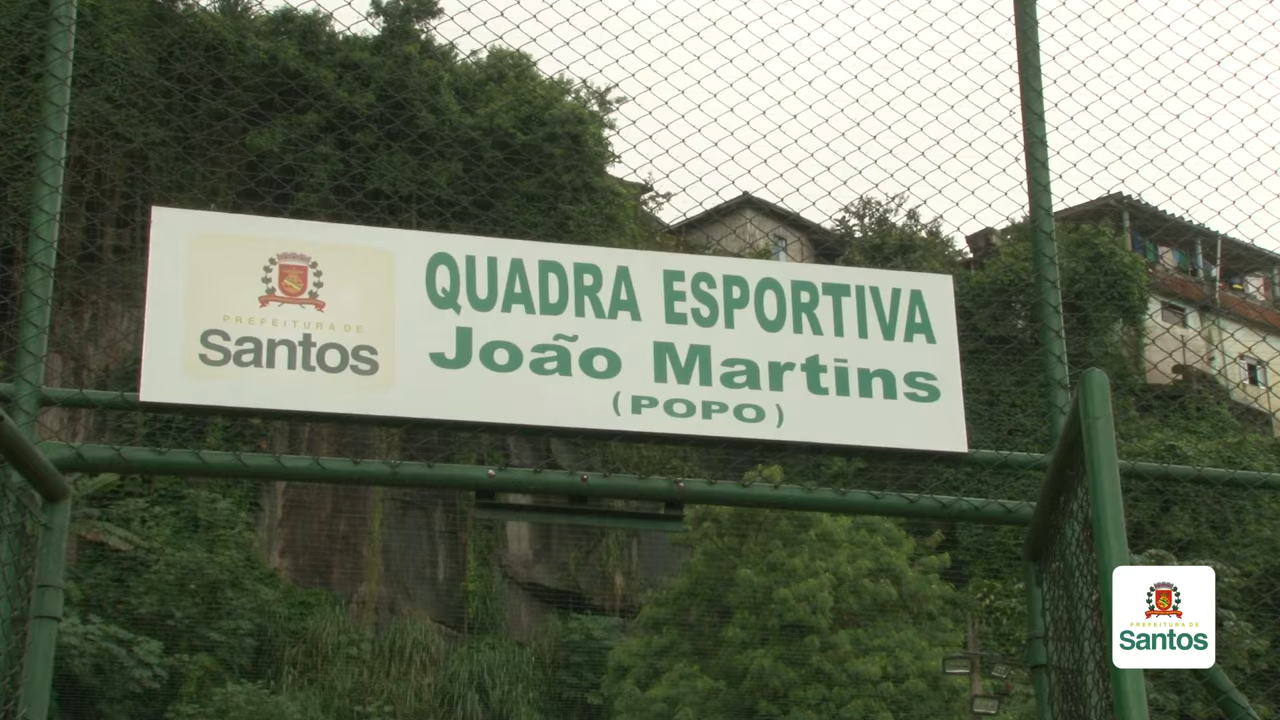 PREFEITURA DE
Santos
QUADRA ESPORTIVA
João Martins
(POPO)
PREFEITURA DE
Santos